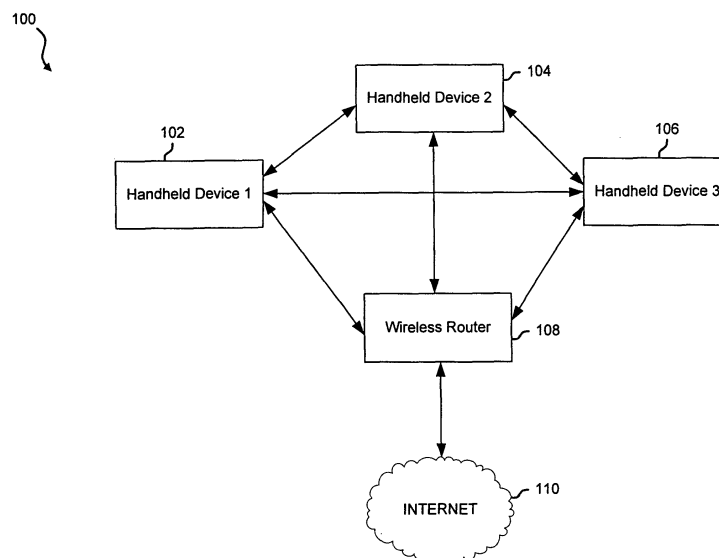 100
104
Handheld Device 2
102
106
Handheld Device 1
Handheld Device 3
Wireless Router
108
INTERNET
110